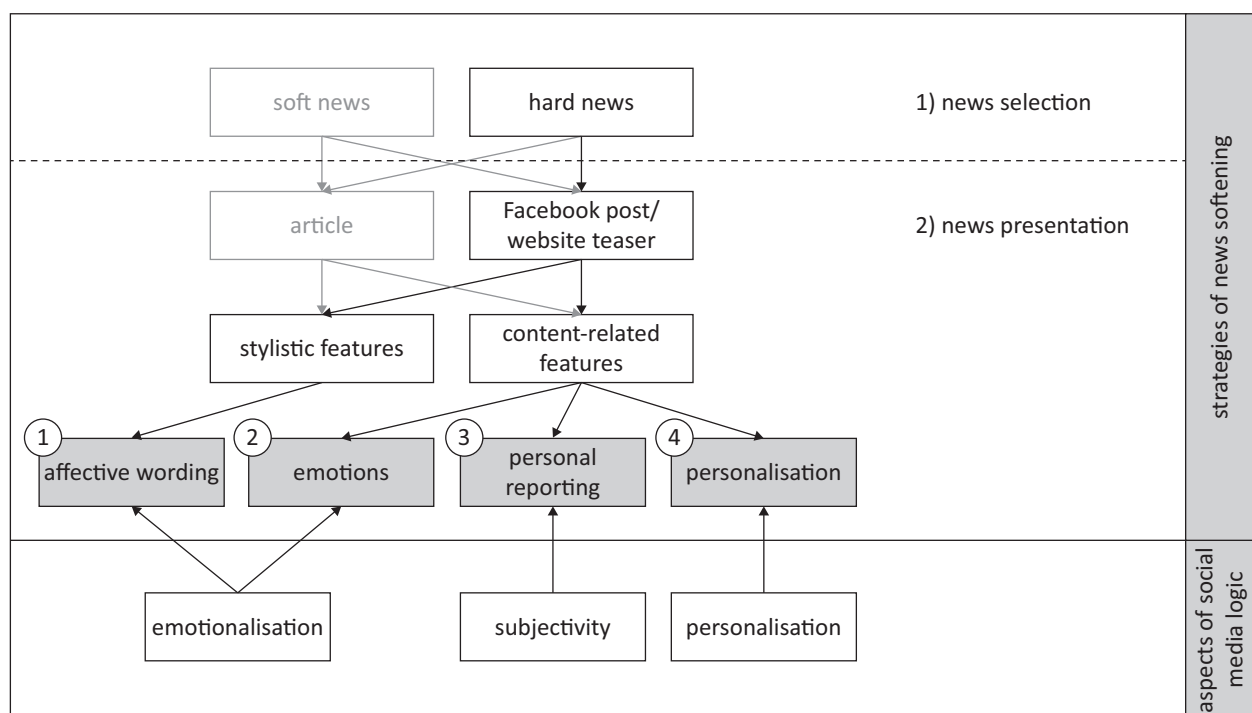 soft news
hard news
1) news selection
article
Facebook post/
website teaser
2) news presentation
stylistic features
content-related
features
1
affective wording
2
emotions
3
personal
reporting
4
personalisation
emotionalisation
subjectivity
personalisation
strategies of news softening
aspects of social
media logic